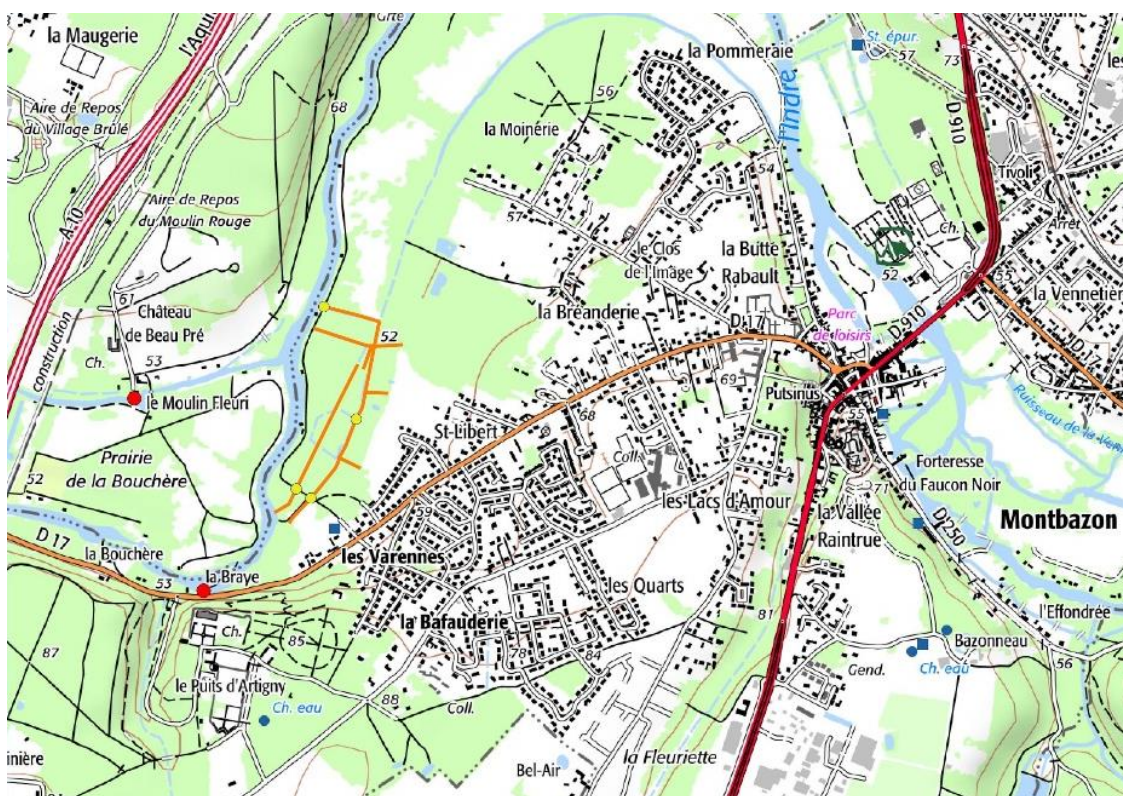 la Maugerie
l'Aqu
Aire de Repos
du Village Brûlé
A 10
Aire de Repos
du Moulin Rouge
68
61
Château
de Beau Pré
53
Ch.
construction
le Moulin Fleuri
52
Prairie
de la Bouchère
D 17
la Bouchère
53
la Braye
87
Ch.
85
le Puits d'Artigny
Ch. eau
88
Coll.
52
la Moinerie
56
57
la Pommeraie
54
l'Indre
St. épur.
57
73
D 910
Tivoli
Arrêt
Ch.
52
55
la Vennetier
le Clos
de l'Image
la Butte
Rabault
la Bréanderie
D 17
Parc
de loisirs
D 910
69
Putsinus
55
68
St-Libert
59
Coll.
les Lacs d'Amour
les Varennes
la Bafauderie
78
84
les Quarts
la Vallée
Raintrue
71
Forteresse
du Faucon Noir
D 250
Montbazon
Ruisseau de la
81
l'Effondrée
Bazonneau
56
Ch. eau
Gend.
la Fleuriette
Bel-Air
inière